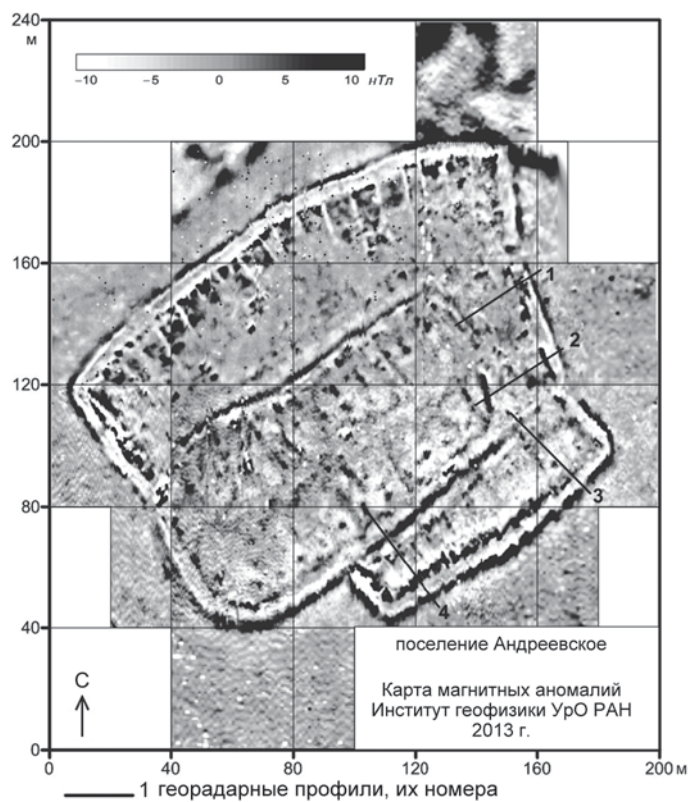 240
м
−10 −5 0 5 10 нТл
200
160
1
2
120
3
80
4
поселение Андреевское
40
С
Карта магнитных аномалий
Институт геофизики УрО РАН
2013 г.
0
0 40 80 120 160 200 м
1 георадарные профили, их номера